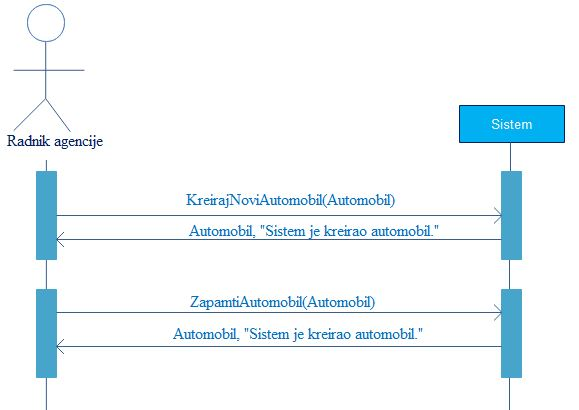 Radnik agencije
Sistem
KreirajNoviAutomobil(Automobil)
Automobil, "Sistem je kreirao automobil."
ZapamtiAutomobil(Automobil)
Automobil, "Sistem je kreirao automobil."